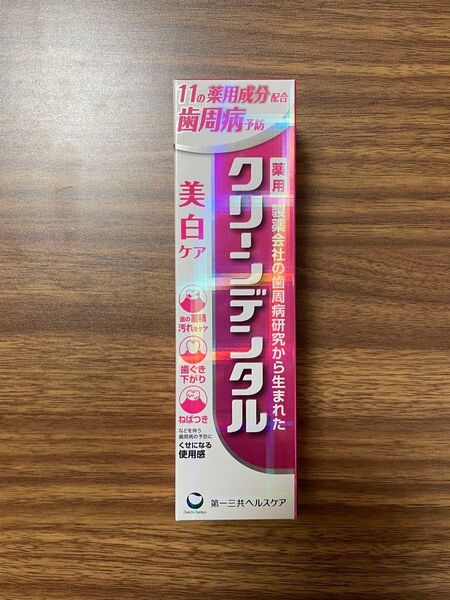 11の薬用成分配合
歯周病予防
薬用
クリーンデンタル
製薬会社の歯周病研究から生まれた
美白
ケア
歯の蓄積
汚れをケア
歯ぐき
下がり
ねばつき
などを伴う
歯周病の予防に
くせになる
使用感
Daiichi-Sankyo
第一三共ヘルスケア